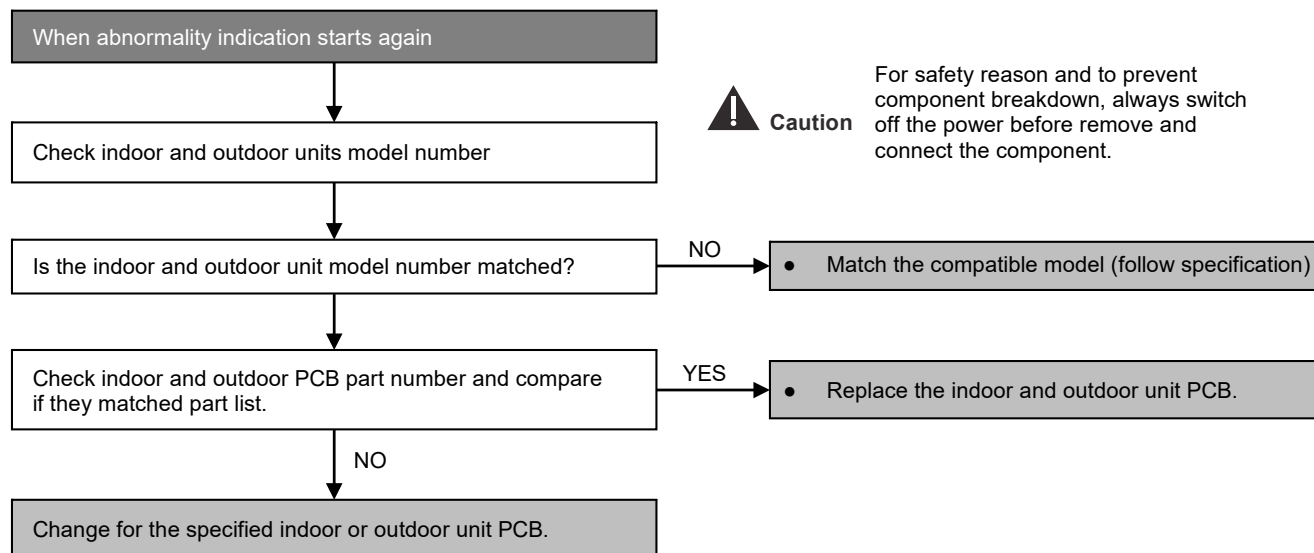 When abnormality indication starts again
For safety reason and to prevent
component breakdown, always switch
off the power before remove and
connect the component.
Caution
Check indoor and outdoor units model number
Is the indoor and outdoor unit model number matched?
NO
● Match the compatible model (follow specification)
Check indoor and outdoor PCB part number and compare
if they matched part list.
YES
● Replace the indoor and outdoor unit PCB.
NO
Change for the specified indoor or outdoor unit PCB.